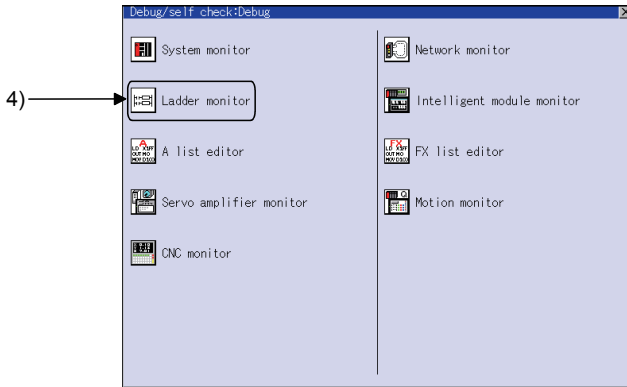 Debug/self check:Debug
System monitor
Network monitor
4)
Ladder monitor
Intelligent module monitor
A list editor
FX list editor
Servo amplifier monitor
Motion monitor
CNC monitor